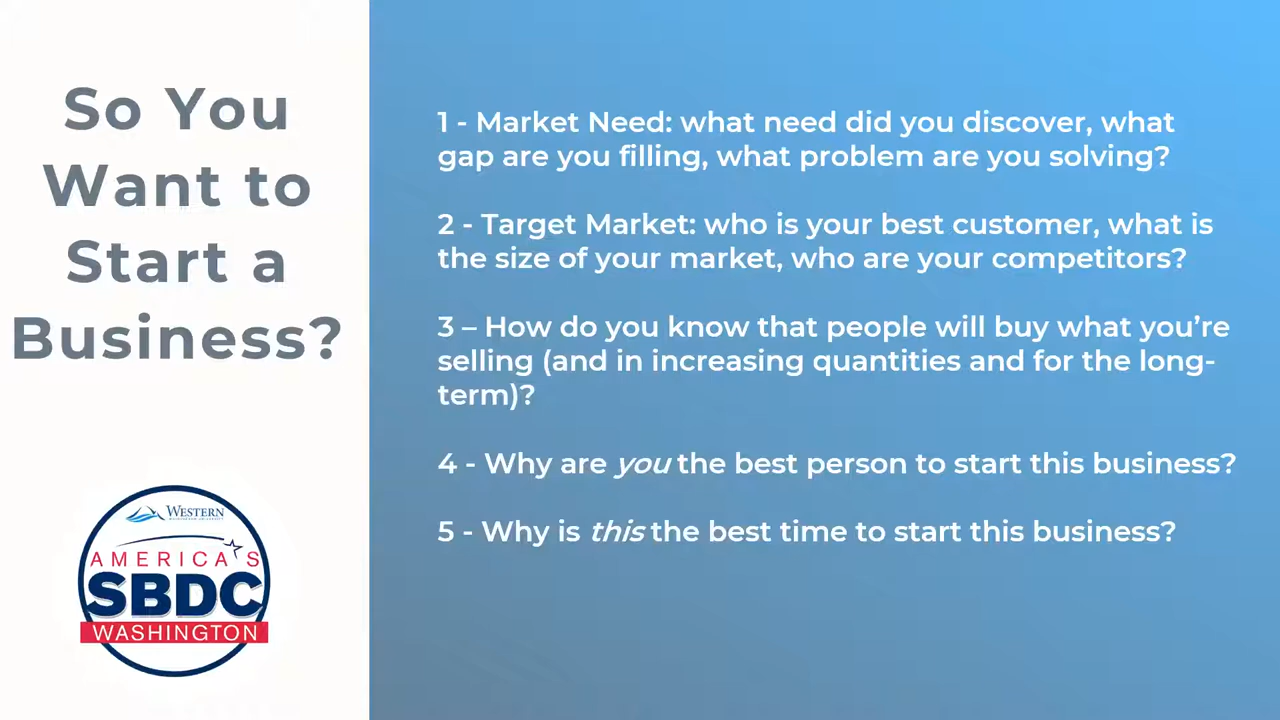 So You
Want to
Start a
Business?
WESTERN
WASHINGTON UNIVERSITY
AMERICA'S
SBDC
WASHINGTON
1 - Market Need: what need did you discover, what
gap are you filling, what problem are you solving?
2 - Target Market: who is your best customer, what is
the size of your market, who are your competitors?
3 – How do you know that people will buy what you’re
selling (and in increasing quantities and for the long-
term)?
4 - Why are you the best person to start this business?
5 - Why is this the best time to start this business?